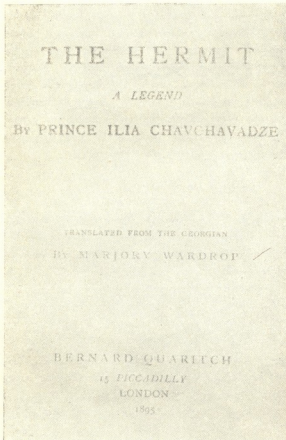 THE HERMIT
A LEGEND
BY PRINCE ILIA CHAVCHAVADZE
TRANSLATED FROM THE GEORGIAN
BY MARJORY WARDROP
BERNARD QUARITCH
15 PICCADILLY
LONDON
1895